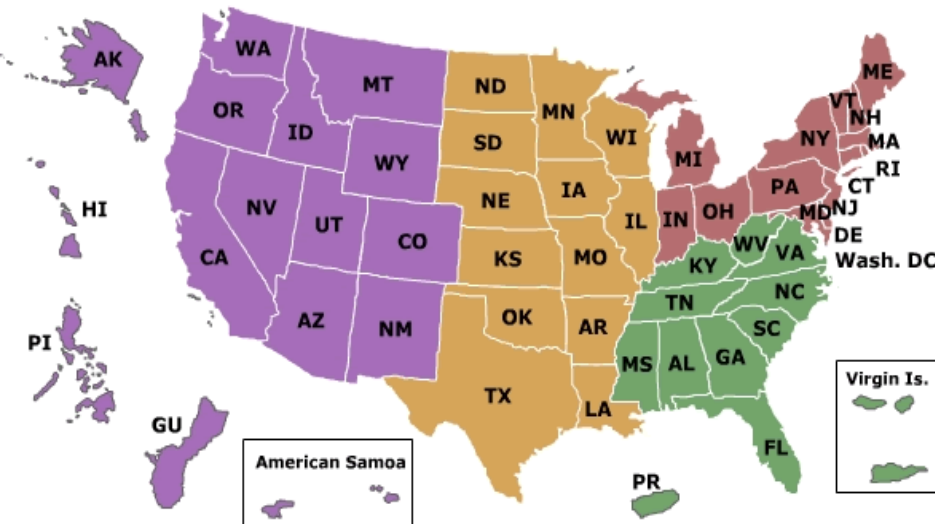 AK
WA
MT
ND
MN
ME
VT
NH
OR
ID
SD
WI
NY
MA
WY
MI
RI
HI
NV
UT
NE
IA
PA
CT
CO
IL
IN
OH
MD
NJ
DE
CA
KS
MO
WV
VA
Wash. DC
KY
NC
TN
PI
AZ
NM
OK
AR
SC
MS
AL
GA
Virgin Is.
TX
LA
GU
FL
American Samoa
PR